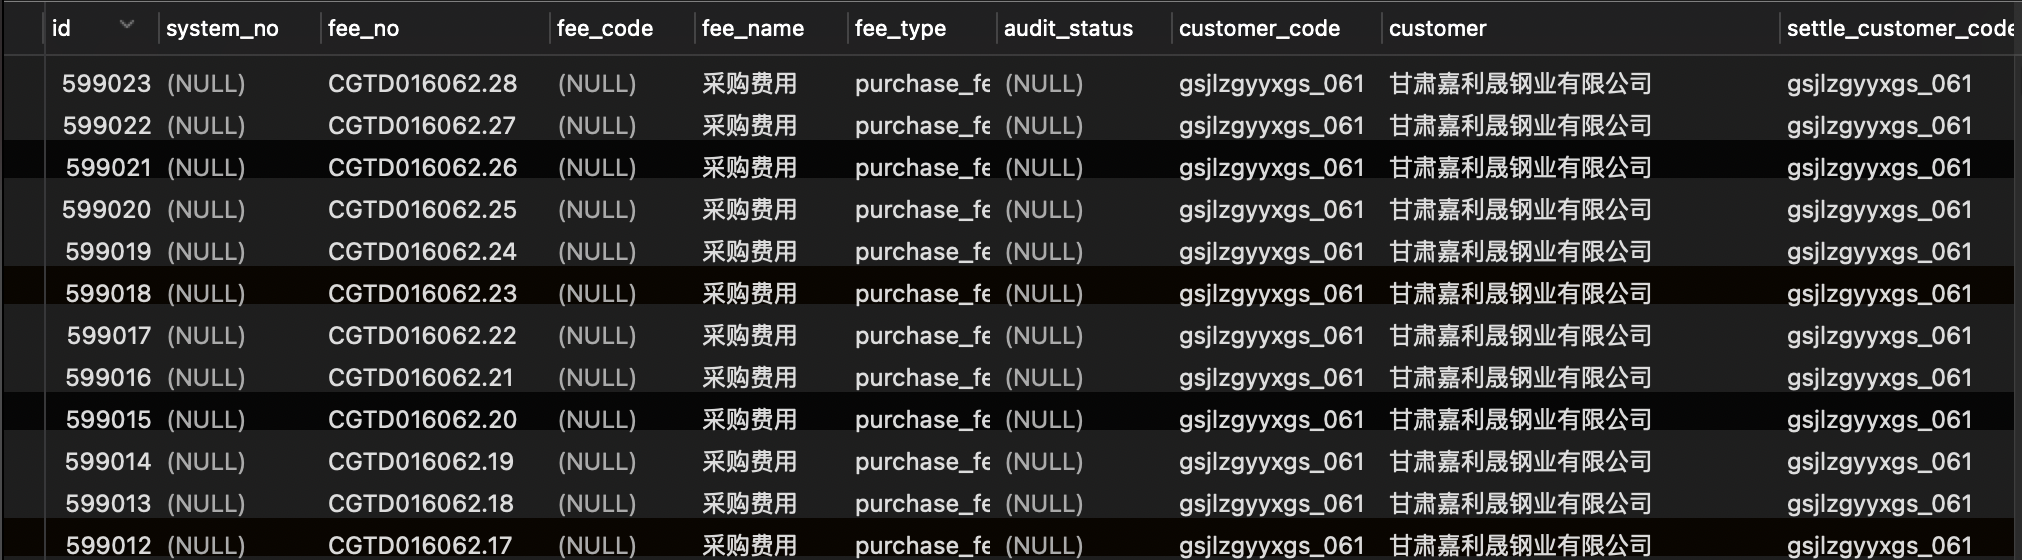 id system_no fee_no fee_code fee_name fee_type audit_status customer_code customer settle_customer_code
599023 (NULL) CGTD016062.28 (NULL) 采购费用 purchase_fe (NULL) gsjlzgyyxgs_061 甘肃嘉利晟钢业有限公司 gsjlzgyyxgs_061
599022 (NULL) CGTD016062.27 (NULL) 采购费用 purchase_fe (NULL) gsjlzgyyxgs_061 甘肃嘉利晟钢业有限公司 gsjlzgyyxgs_061
599021 (NULL) CGTD016062.26 (NULL) 采购费用 purchase_fe (NULL) gsjlzgyyxgs_061 甘肃嘉利晟钢业有限公司 gsjlzgyyxgs_061
599020 (NULL) CGTD016062.25 (NULL) 采购费用 purchase_fe (NULL) gsjlzgyyxgs_061 甘肃嘉利晟钢业有限公司 gsjlzgyyxgs_061
599019 (NULL) CGTD016062.24 (NULL) 采购费用 purchase_fe (NULL) gsjlzgyyxgs_061 甘肃嘉利晟钢业有限公司 gsjlzgyyxgs_061
599018 (NULL) CGTD016062.23 (NULL) 采购费用 purchase_fe (NULL) gsjlzgyyxgs_061 甘肃嘉利晟钢业有限公司 gsjlzgyyxgs_061
599017 (NULL) CGTD016062.22 (NULL) 采购费用 purchase_fe (NULL) gsjlzgyyxgs_061 甘肃嘉利晟钢业有限公司 gsjlzgyyxgs_061
599016 (NULL) CGTD016062.21 (NULL) 采购费用 purchase_fe (NULL) gsjlzgyyxgs_061 甘肃嘉利晟钢业有限公司 gsjlzgyyxgs_061
599015 (NULL) CGTD016062.20 (NULL) 采购费用 purchase_fe (NULL) gsjlzgyyxgs_061 甘肃嘉利晟钢业有限公司 gsjlzgyyxgs_061
599014 (NULL) CGTD016062.19 (NULL) 采购费用 purchase_fe (NULL) gsjlzgyyxgs_061 甘肃嘉利晟钢业有限公司 gsjlzgyyxgs_061
599013 (NULL) CGTD016062.18 (NULL) 采购费用 purchase_fe (NULL) gsjlzgyyxgs_061 甘肃嘉利晟钢业有限公司 gsjlzgyyxgs_061
599012 (NULL) CGTD016062.17 (NULL) 采购费用 purchase_fe (NULL) gsjlzgyyxgs_061 甘肃嘉利晟钢业有限公司 gsjlzgyyxgs_061